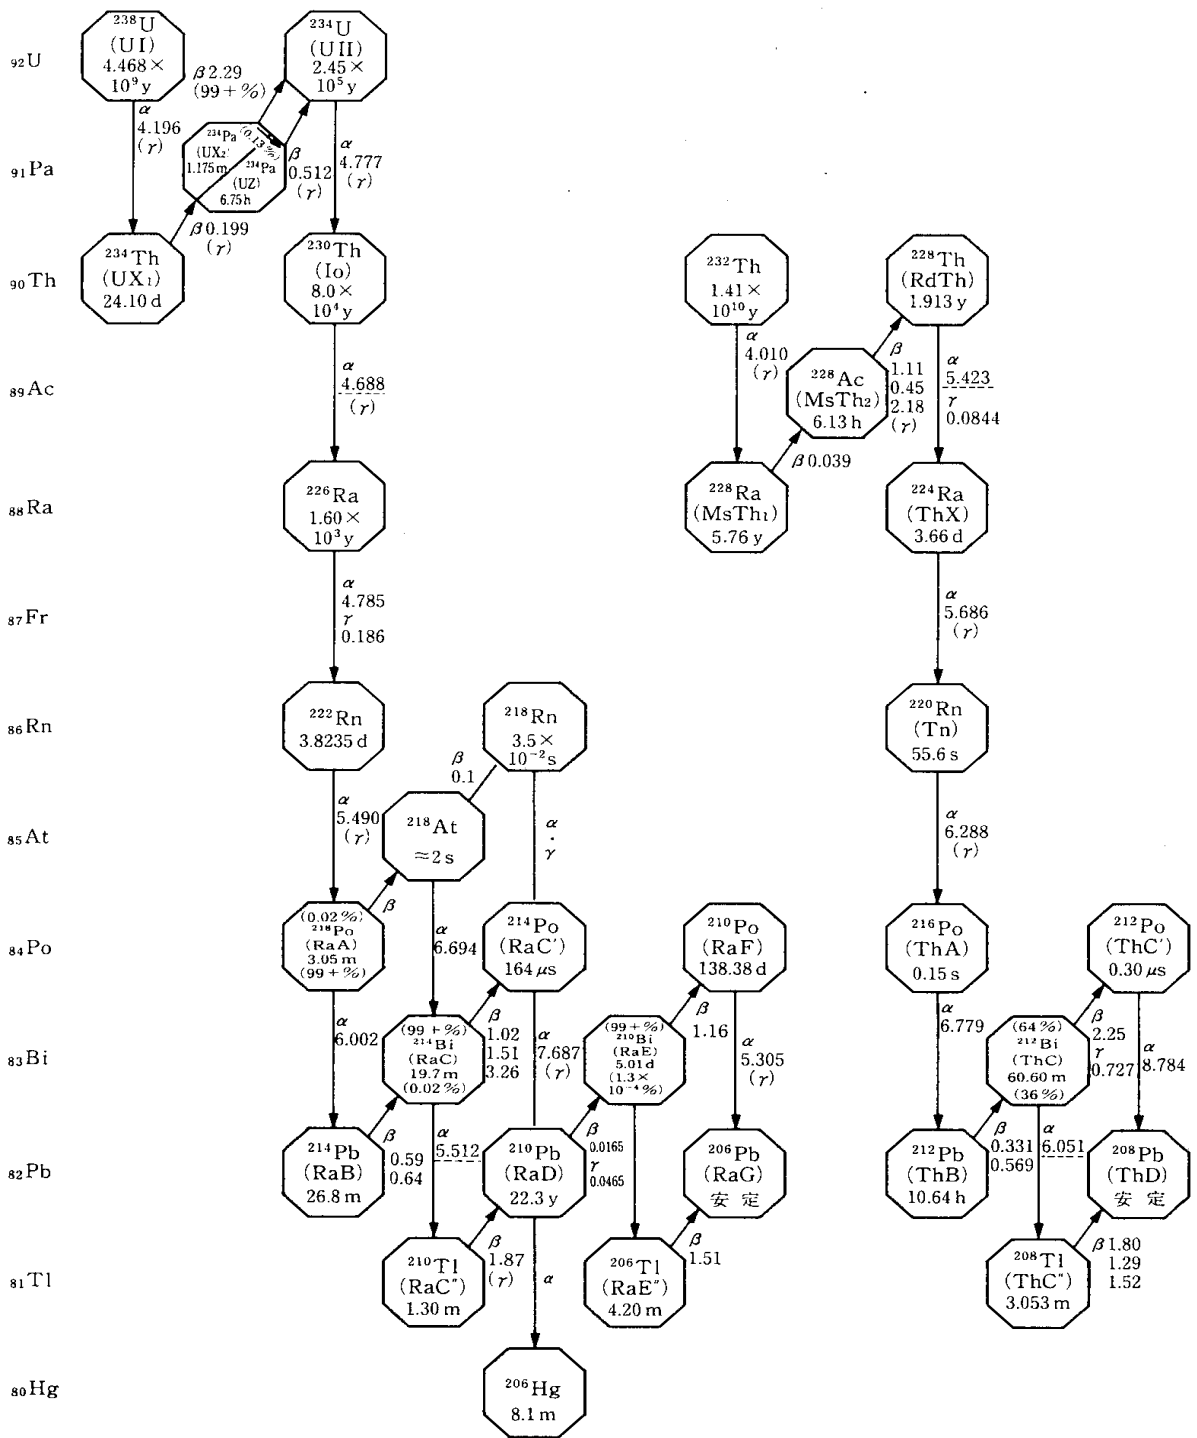 92U
91Pa
90Th
89Ac
88Ra
87Fr
86Rn
85At
84Po
83Bi
82Pb
81Tl
80Hg
²³⁸U
(UI)
4.468×
10⁹y
α
4.196
(γ)
²³⁴Th
(UX₁)
24.10d
β0.199
(γ)
²³⁴Pa
(UX₂)
1.175m
(0.13%)
²³⁴Pa
(UZ)
6.75h
β2.29
(99+%)
β
0.512
(γ)
²³⁴U
(UII)
2.45×
10⁵y
α
4.777
(γ)
²³⁰Th
(Io)
8.0×
10⁴y
α
4.688
(γ)
²²⁶Ra
1.60×
10³y
α
4.785
γ
0.186
²²²Rn
3.8235d
α
5.490
(γ)
(0.02%)
²¹⁸Po
(RaA)
3.05m
(99+%)
β
²¹⁸At
≈2s
β
0.1
²¹⁸Rn
3.5×
10⁻²s
α
γ
α
6.694
α
6.002
²¹⁴Pb
(RaB)
26.8m
β
0.59
0.64
(99+%)
²¹⁴Bi
(RaC)
19.7m
(0.02%)
β
1.02
1.51
3.26
²¹⁴Po
(RaC′)
164μs
α
7.687
(γ)
α
5.512
²¹⁰Tl
(RaC″)
1.30m
β
1.87
(γ)
²¹⁰Pb
(RaD)
22.3y
α
²⁰⁶Hg
8.1m
β
0.0165
γ
0.0465
(99+%)
²¹⁰Bi
(RaE)
5.01d
(1.3×
10⁻⁴%)
β
1.16
²¹⁰Po
(RaF)
138.38d
α
5.305
(γ)
²⁰⁶Pb
(RaG)
安定
²⁰⁶Tl
(RaE″)
4.20m
β
1.51
²³²Th
1.41×
10¹⁰y
α
4.010
(γ)
²²⁸Ra
(MsTh₁)
5.76y
β0.039
²²⁸Ac
(MsTh₂)
6.13h
β
1.11
0.45
2.18
(γ)
²²⁸Th
(RdTh)
1.913y
α
5.423
γ
0.0844
²²⁴Ra
(ThX)
3.66d
α
5.686
(γ)
²²⁰Rn
(Tn)
55.6s
α
6.288
(γ)
²¹⁶Po
(ThA)
0.15s
α
6.779
²¹²Pb
(ThB)
10.64h
β
0.331
0.569
(64%)
²¹²Bi
(ThC)
60.60m
(36%)
β
2.25
γ
0.727
²¹²Po
(ThC′)
0.30μs
α
8.784
α
6.051
²⁰⁸Pb
(ThD)
安定
²⁰⁸Tl
(ThC″)
3.053m
β1.80
1.29
1.52